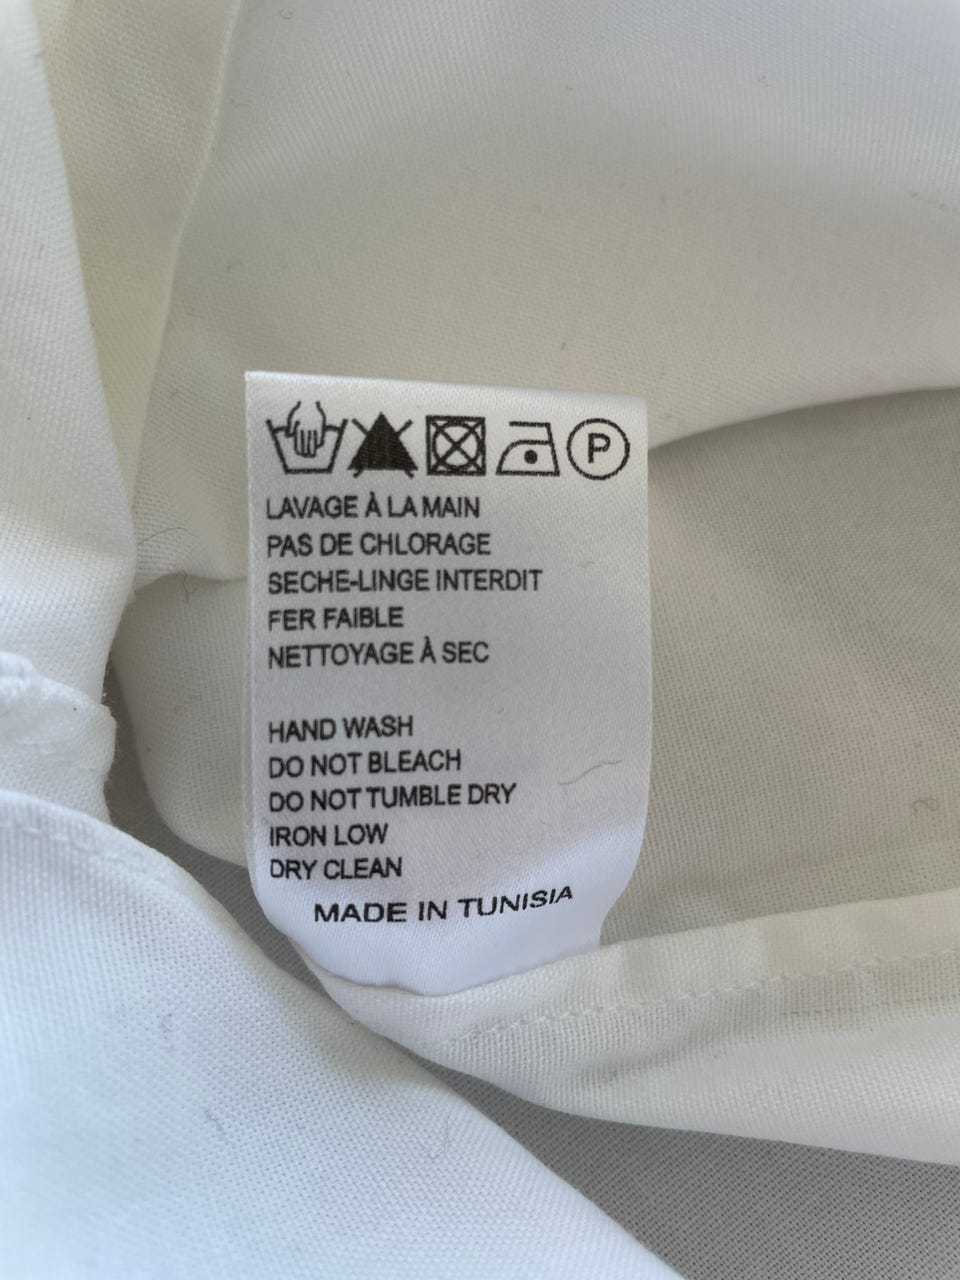 P
LAVAGE À LA MAIN
PAS DE CHLORAGE
SECHE-LINGE INTERDIT
FER FAIBLE
NETTOYAGE À SEC
HAND WASH
DO NOT BLEACH
DO NOT TUMBLE DRY
IRON LOW
DRY CLEAN
MADE IN TUNISIA